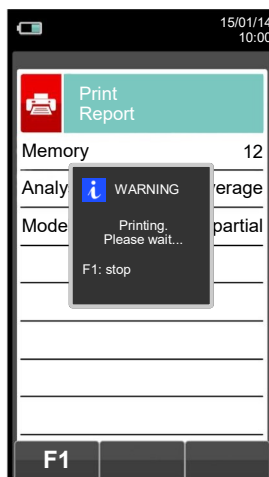 15/01/14
10:00
Print
Report
Memory 12
Analy verage
Mode partial
i WARNING
Printing.
Please wait...
F1: stop
F1